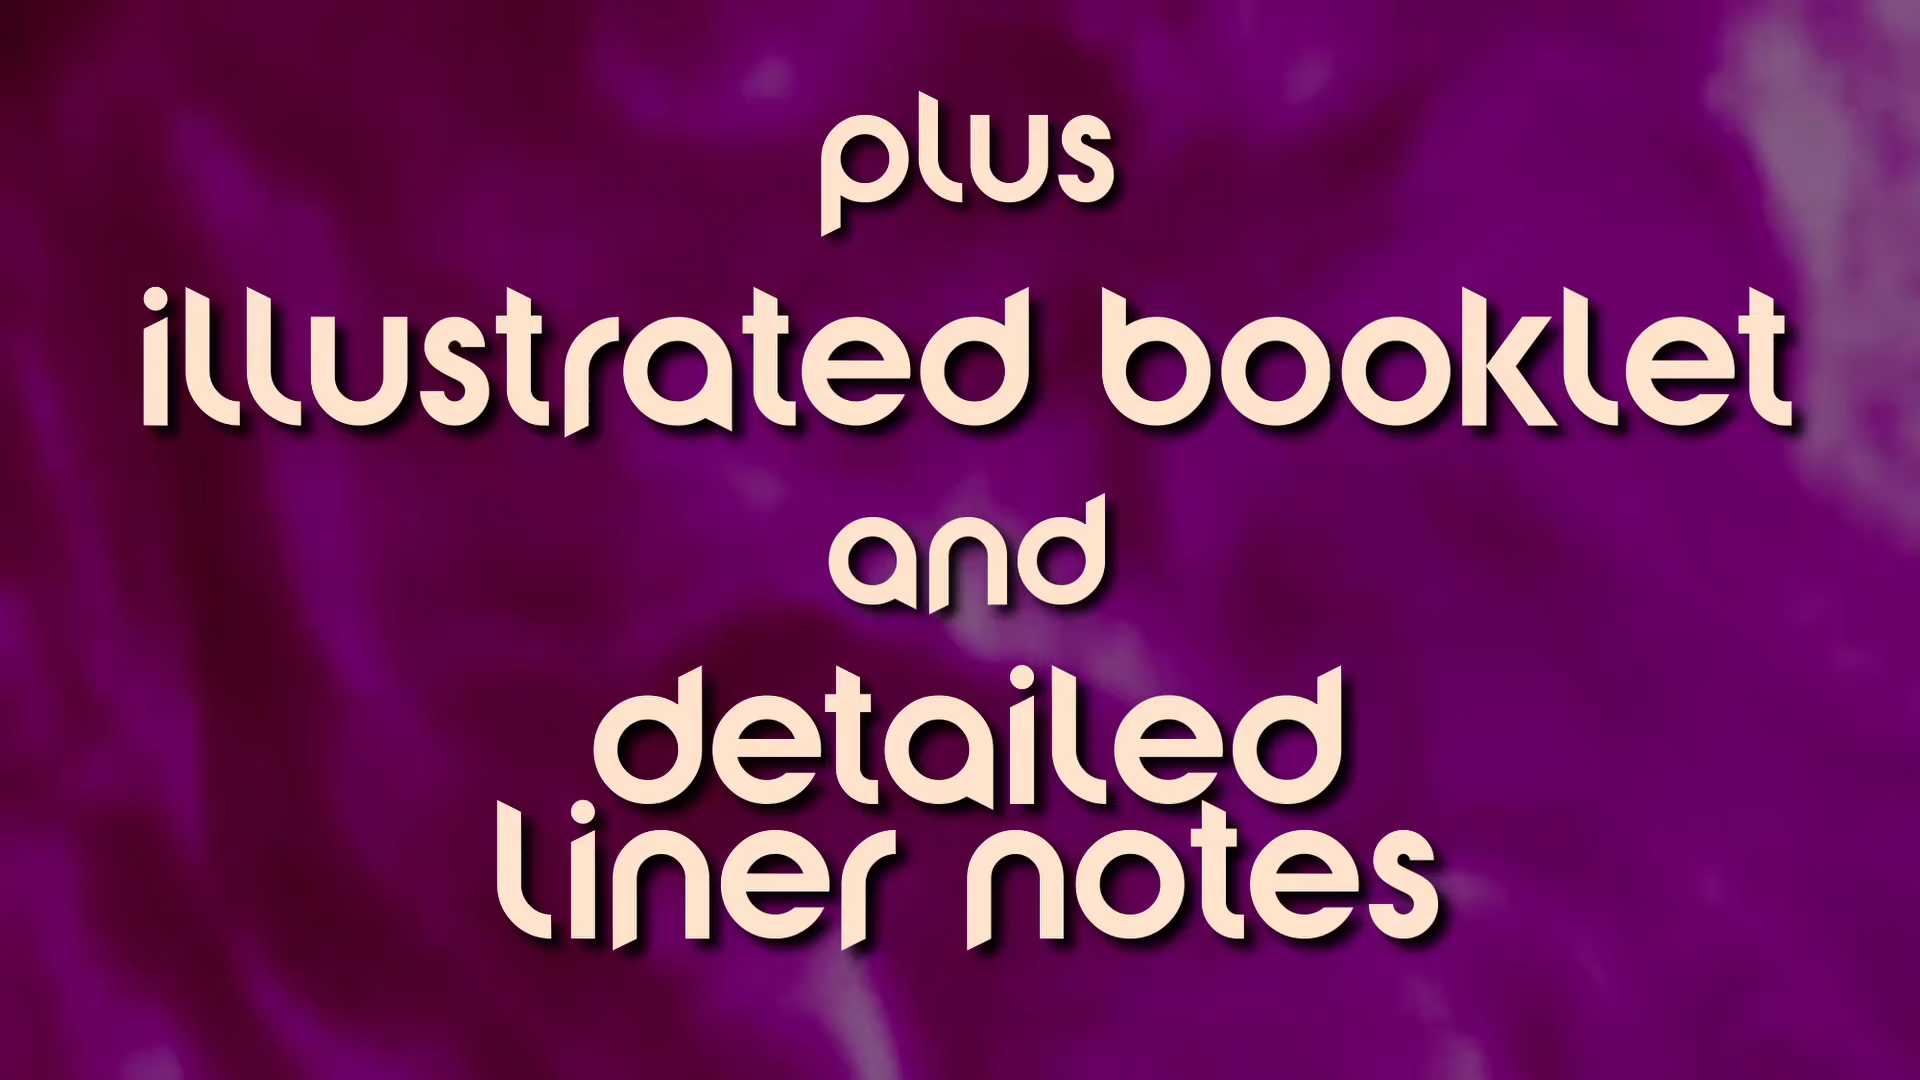 plus
illustrated booklet
and
detailed
liner notes